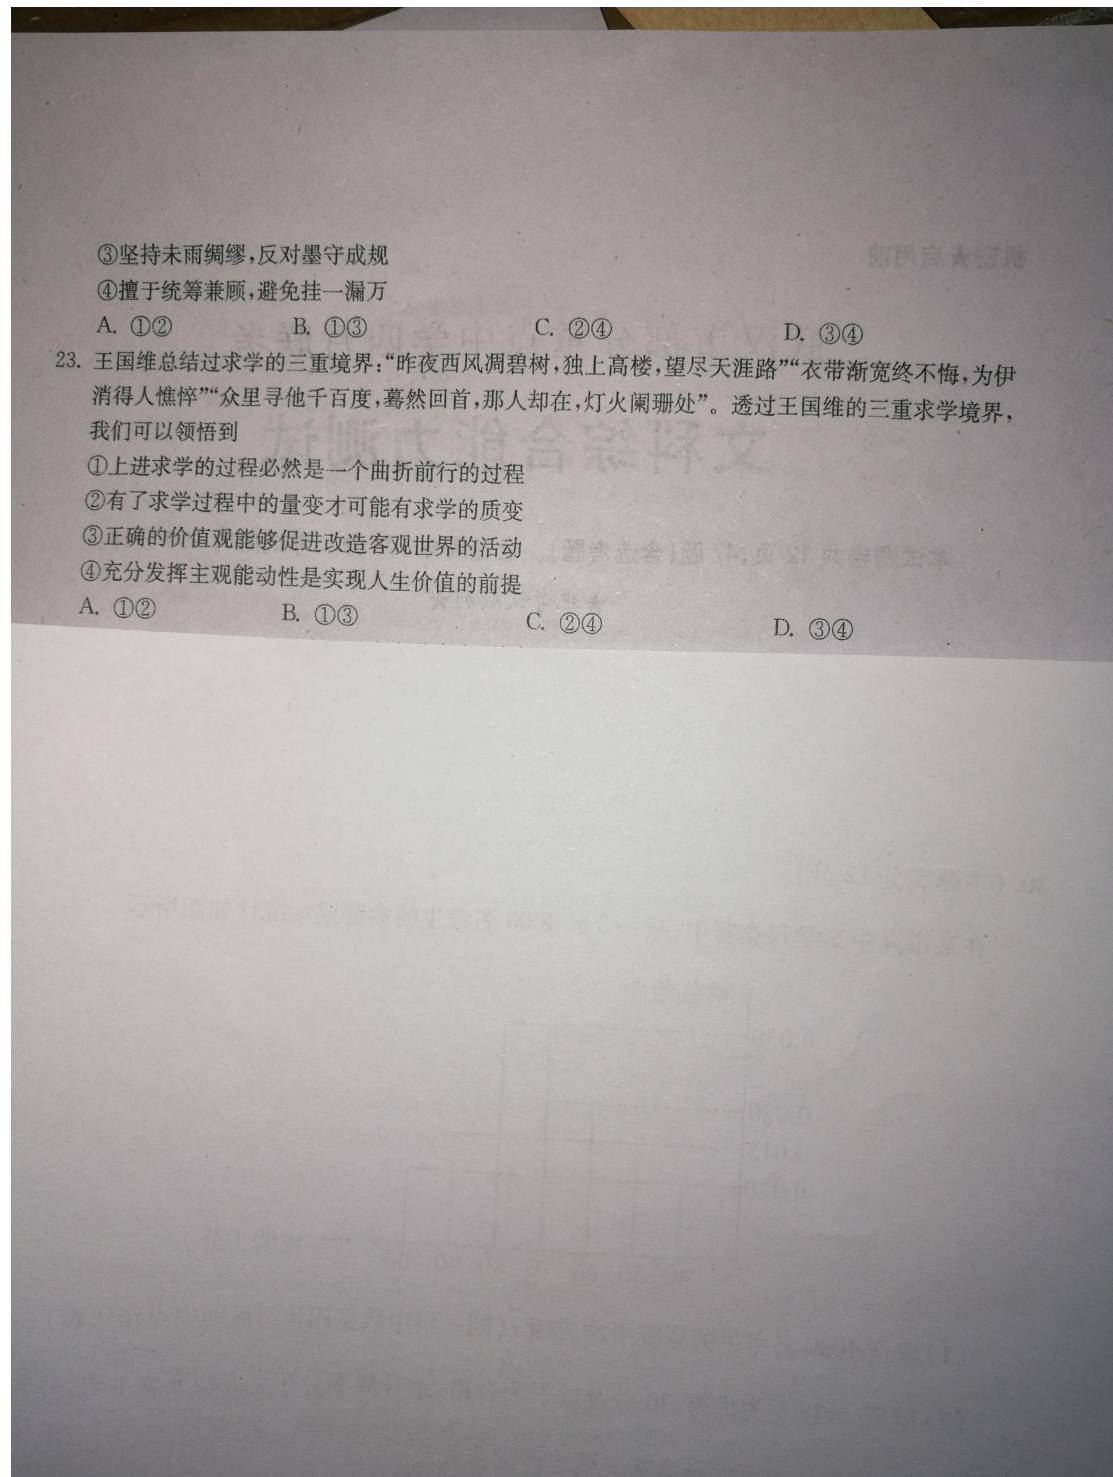 ③坚持未雨绸缪,反对墨守成规
④擅于统筹兼顾,避免挂一漏万
A. ①② B. ①③ C. ②④ D. ③④
23. 王国维总结过求学的三重境界:“昨夜西风凋碧树,独上高楼,望尽天涯路”“衣带渐宽终不悔,为伊
消得人憔悴”“众里寻他千百度,蓦然回首,那人却在,灯火阑珊处”。透过王国维的三重求学境界,
我们可以领悟到
①上进求学的过程必然是一个曲折前行的过程
②有了求学过程中的量变才可能有求学的质变
③正确的价值观能够促进改造客观世界的活动
④充分发挥主观能动性是实现人生价值的前提
A. ①② B. ①③ C. ②④ D. ③④